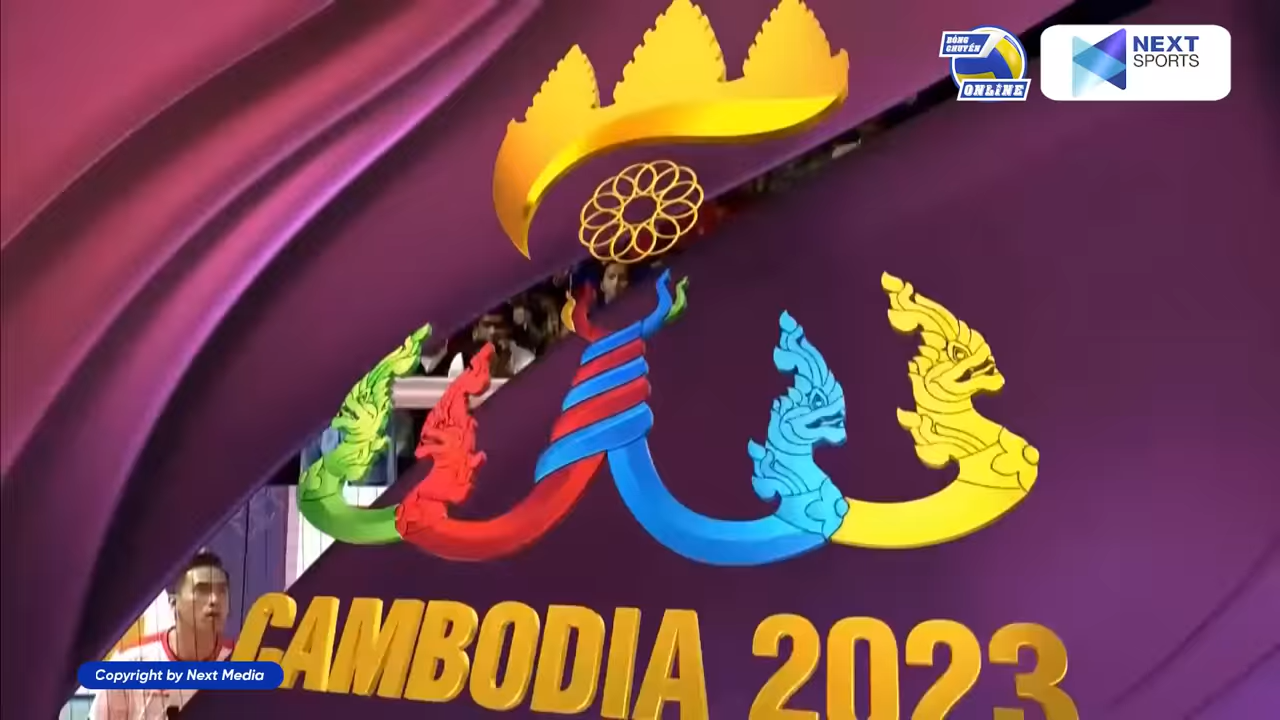 BÓNG
CHUYỀN
ONLINE
NEXT
SPORTS
CAMBODIA 2023
Copyright by Next Media